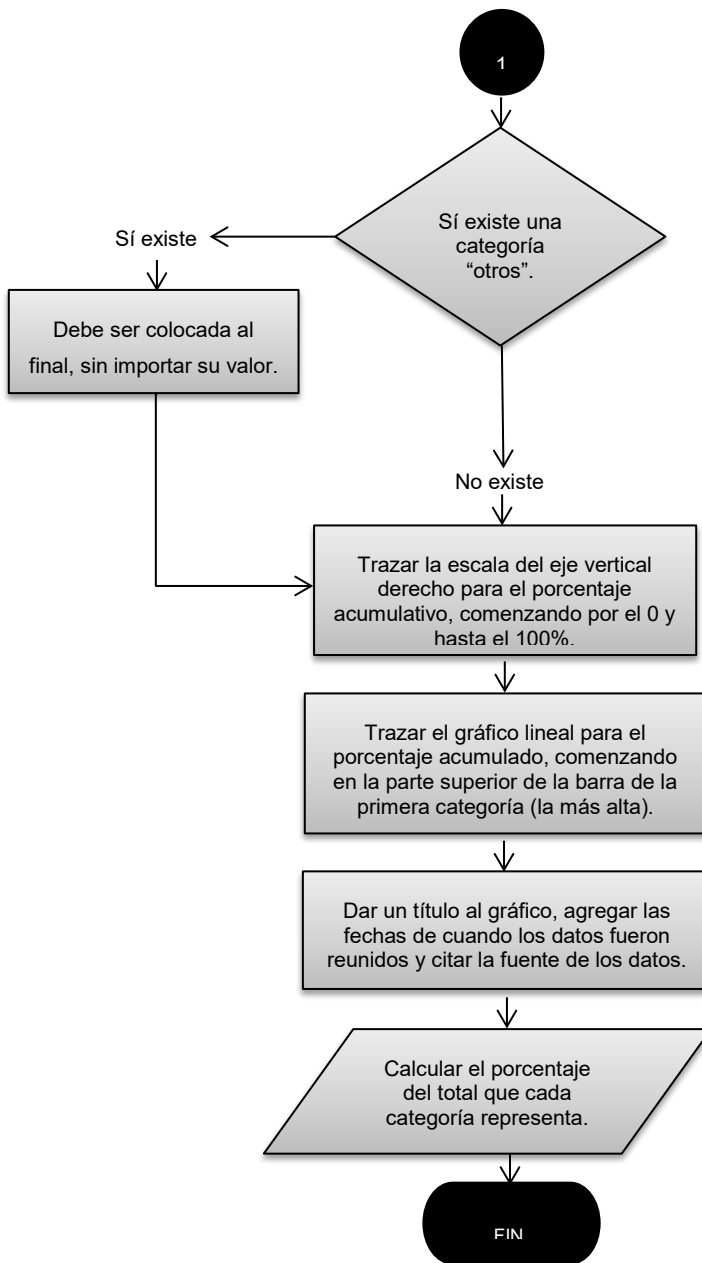 1
Sí existe una
categoría
“otros”.
Sí existe
Debe ser colocada al
final, sin importar su valor.
No existe
Trazar la escala del eje vertical
derecho para el porcentaje
acumulativo, comenzando por el 0 y
hasta el 100%.
Trazar el gráfico lineal para el
porcentaje acumulado, comenzando
en la parte superior de la barra de la
primera categoría (la más alta).
Dar un título al gráfico, agregar las
fechas de cuando los datos fueron
reunidos y citar la fuente de los datos.
Calcular el porcentaje
del total que cada
categoría representa.
FIN